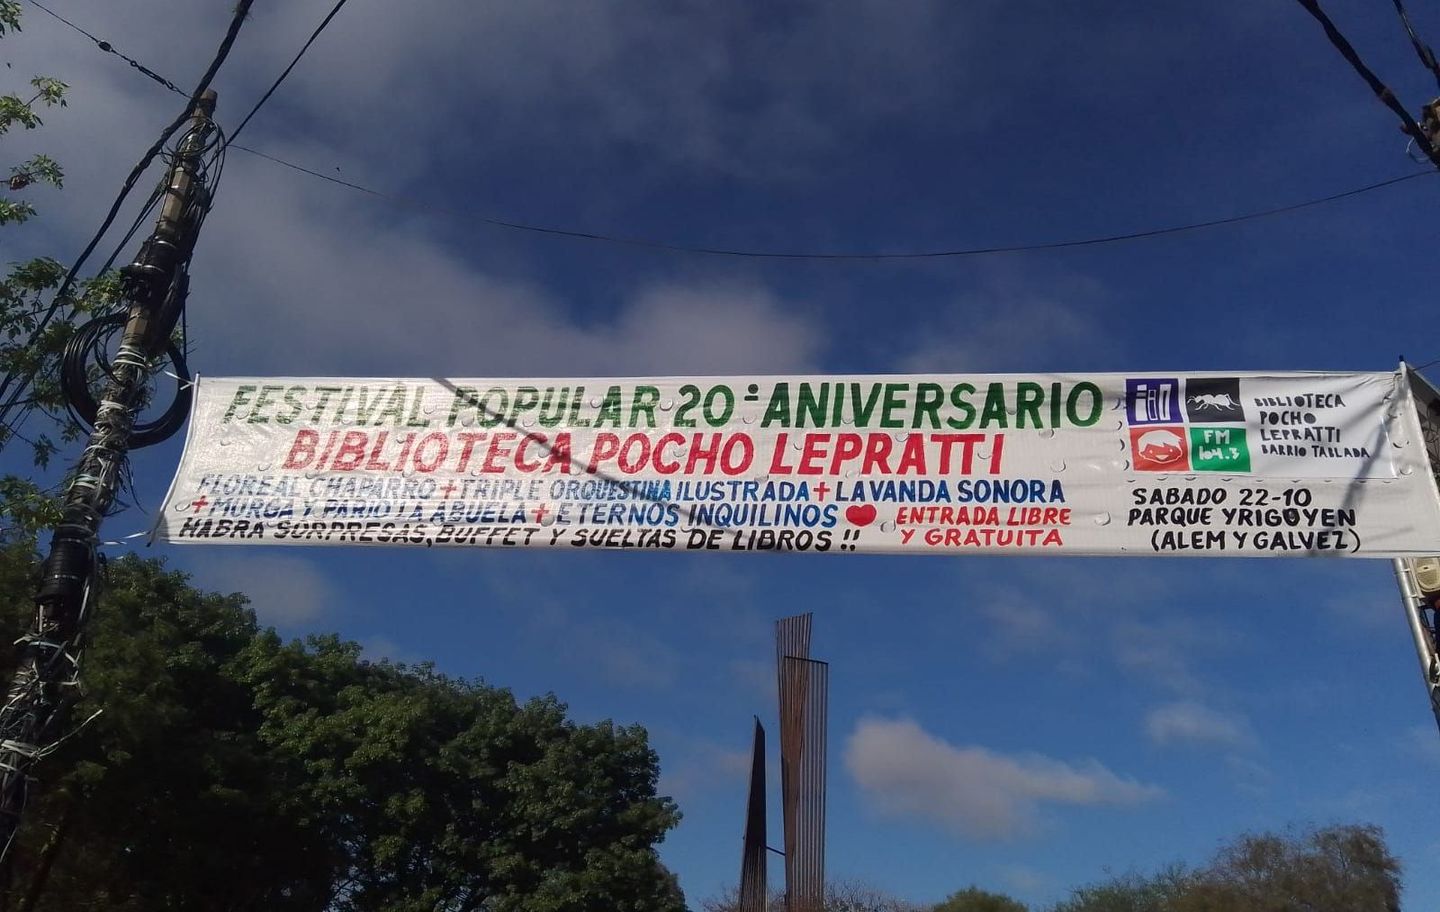 FESTIVAL POPULAR 20º ANIVERSARIO
BIBLIOTECA POCHO LEPRATTI
FLOREAL CHAPARRO + TRIPLE ORQUESTINA ILUSTRADA + LAVANDA SONORA
+ MURGA Y PARIÓ LA ABUELA + ETERNOS INQUILINOS
HABRA SORPRESAS, BUFFET Y SUELTAS DE LIBROS !!
ENTRADA LIBRE
Y GRATUITA
FM
104.3
BIBLIOTECA
POCHO
LEPRATTI
BARRIO TABLADA
SABADO 22-10
PARQUE YRIGOYEN
(ALEM Y GALVEZ)